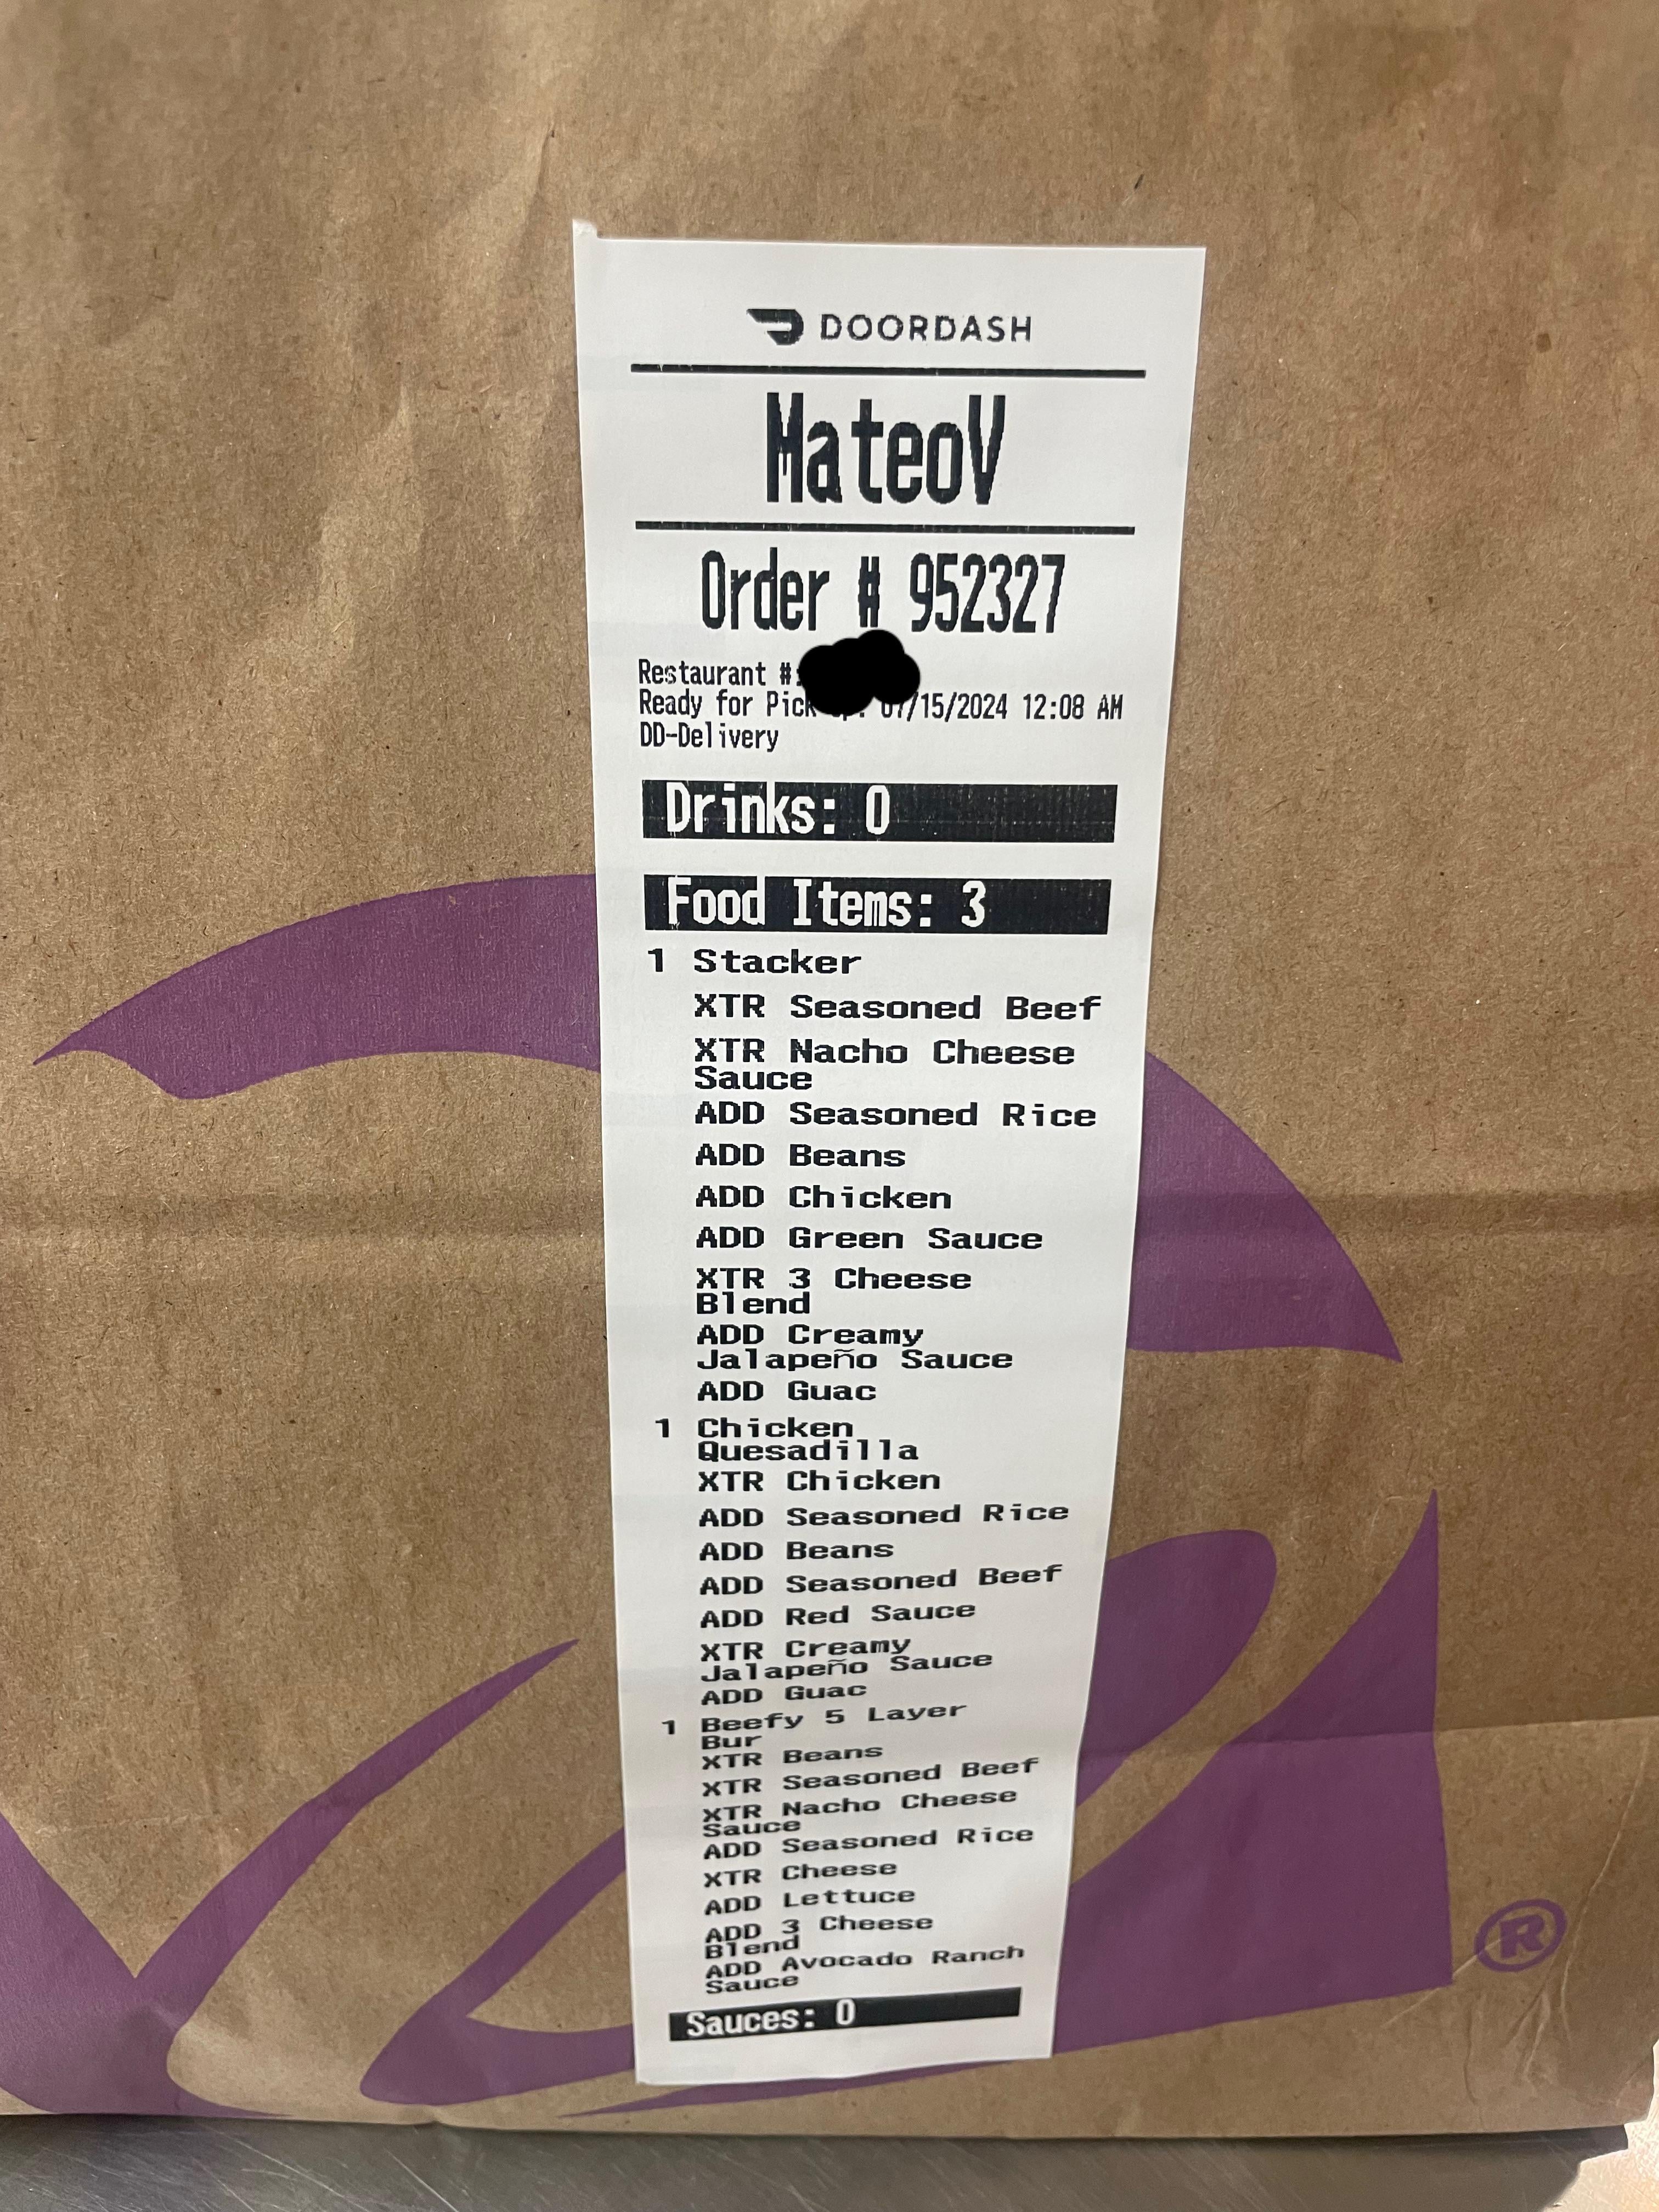 DOORDASH
MateoV
Order # 952327
Restaurant #:
Ready for Pick /15/2024 12:08 AM
DD-Delivery
Drinks: 0
Food Items: 3
1 Stacker
XTR Seasoned Beef
XTR Nacho Cheese
Sauce
ADD Seasoned Rice
ADD Beans
ADD Chicken
ADD Green Sauce
XTR 3 Cheese
Blend
ADD Creamy
Jalapeño Sauce
ADD Guac
1 Chicken
Quesadilla
XTR Chicken
ADD Seasoned Rice
ADD Beans
ADD Seasoned Beef
ADD Red Sauce
XTR Creamy
Jalapeño Sauce
ADD Guac
1 Beefy 5 Layer
Bur
XTR Beans
XTR Seasoned Beef
XTR Nacho Cheese
Sauce
ADD Seasoned Rice
XTR Cheese
ADD Lettuce
ADD 3 Cheese
Blend
ADD Avocado Ranch
Sauce
Sauces: 0
®